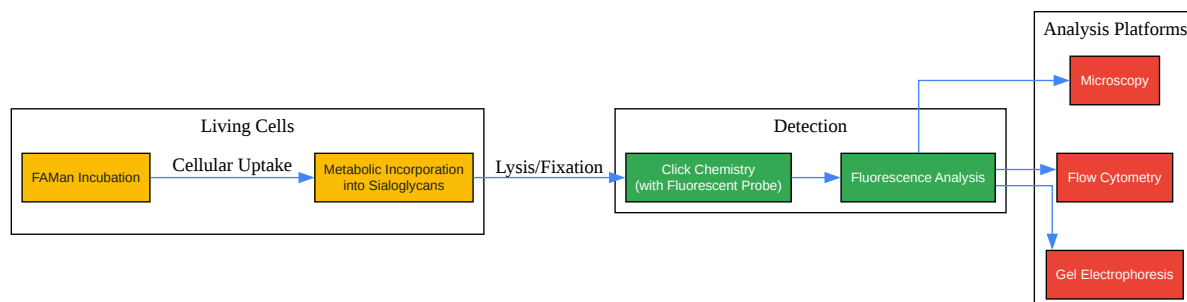 Living Cells
FAMan Incubation
Cellular Uptake
Metabolic Incorporation
into Sialoglycans
Lysis/Fixation
Detection
Click Chemistry
(with Fluorescent Probe)
Fluorescence Analysis
Analysis Platforms
Microscopy
Flow Cytometry
Gel Electrophoresis